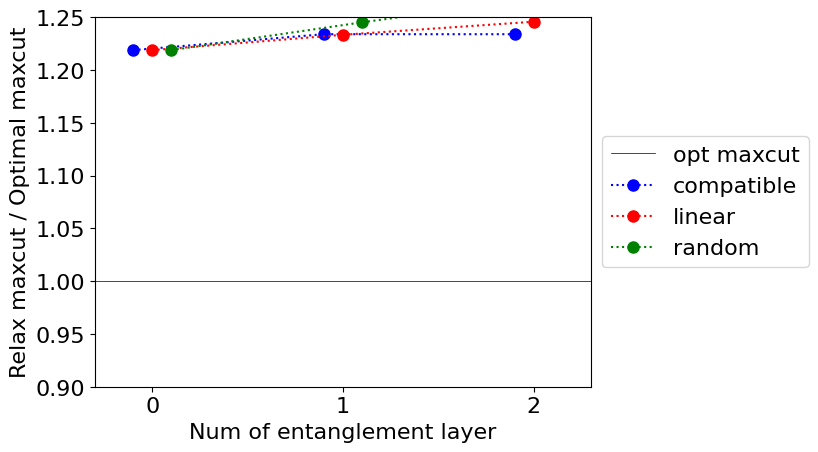 1.25
1.20
1.15
1.10
1.05
1.00
0.95
0.90
Relax maxcut / Optimal maxcut
0 1 2
Num of entanglement layer
opt maxcut
compatible
linear
random